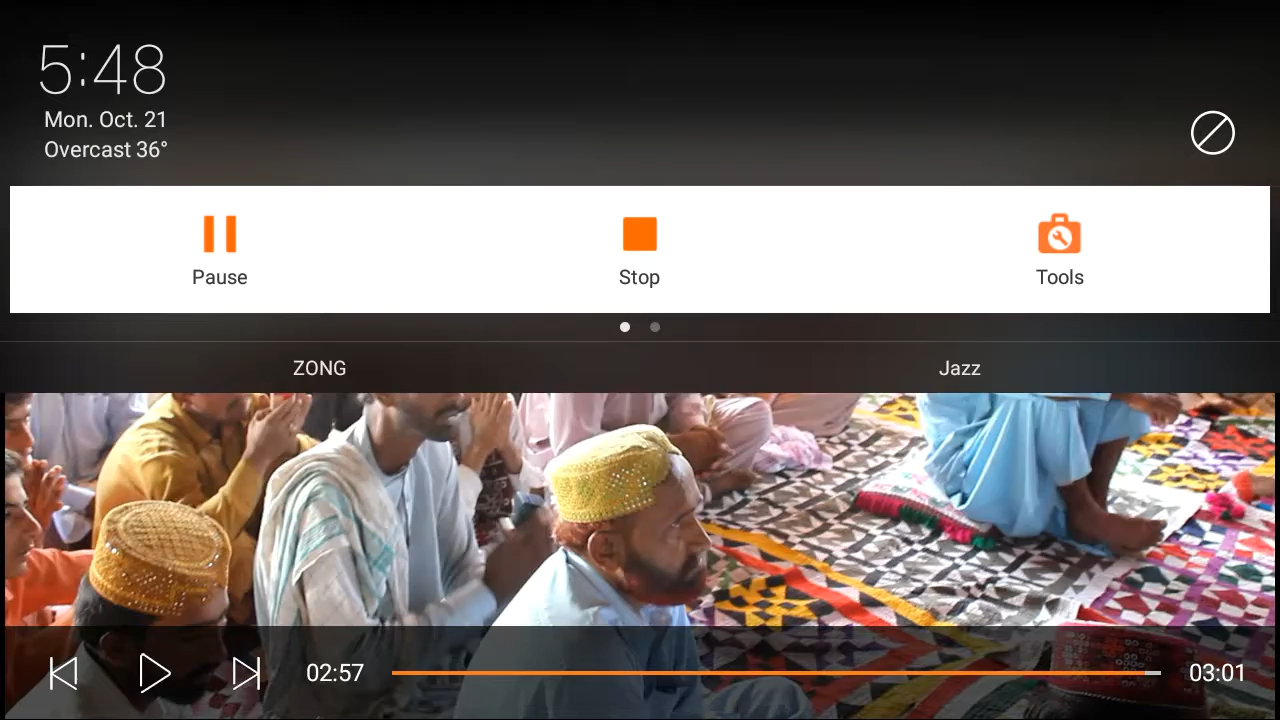 5:48
Mon. Oct. 21
Overcast 36°
Pause Stop Tools
ZONG Jazz
02:57 03:01